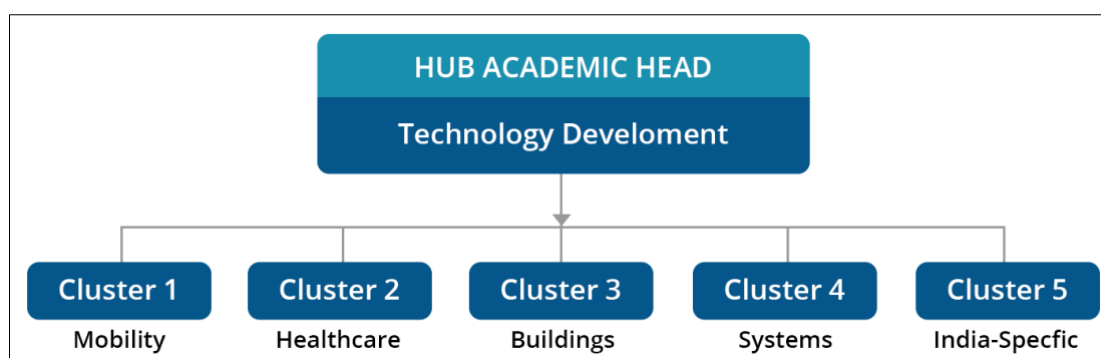 HUB ACADEMIC HEAD
Technology Develoment
Cluster 1
Cluster 2
Cluster 3
Cluster 4
Cluster 5
Mobility
Healthcare
Buildings
Systems
India-Specfic